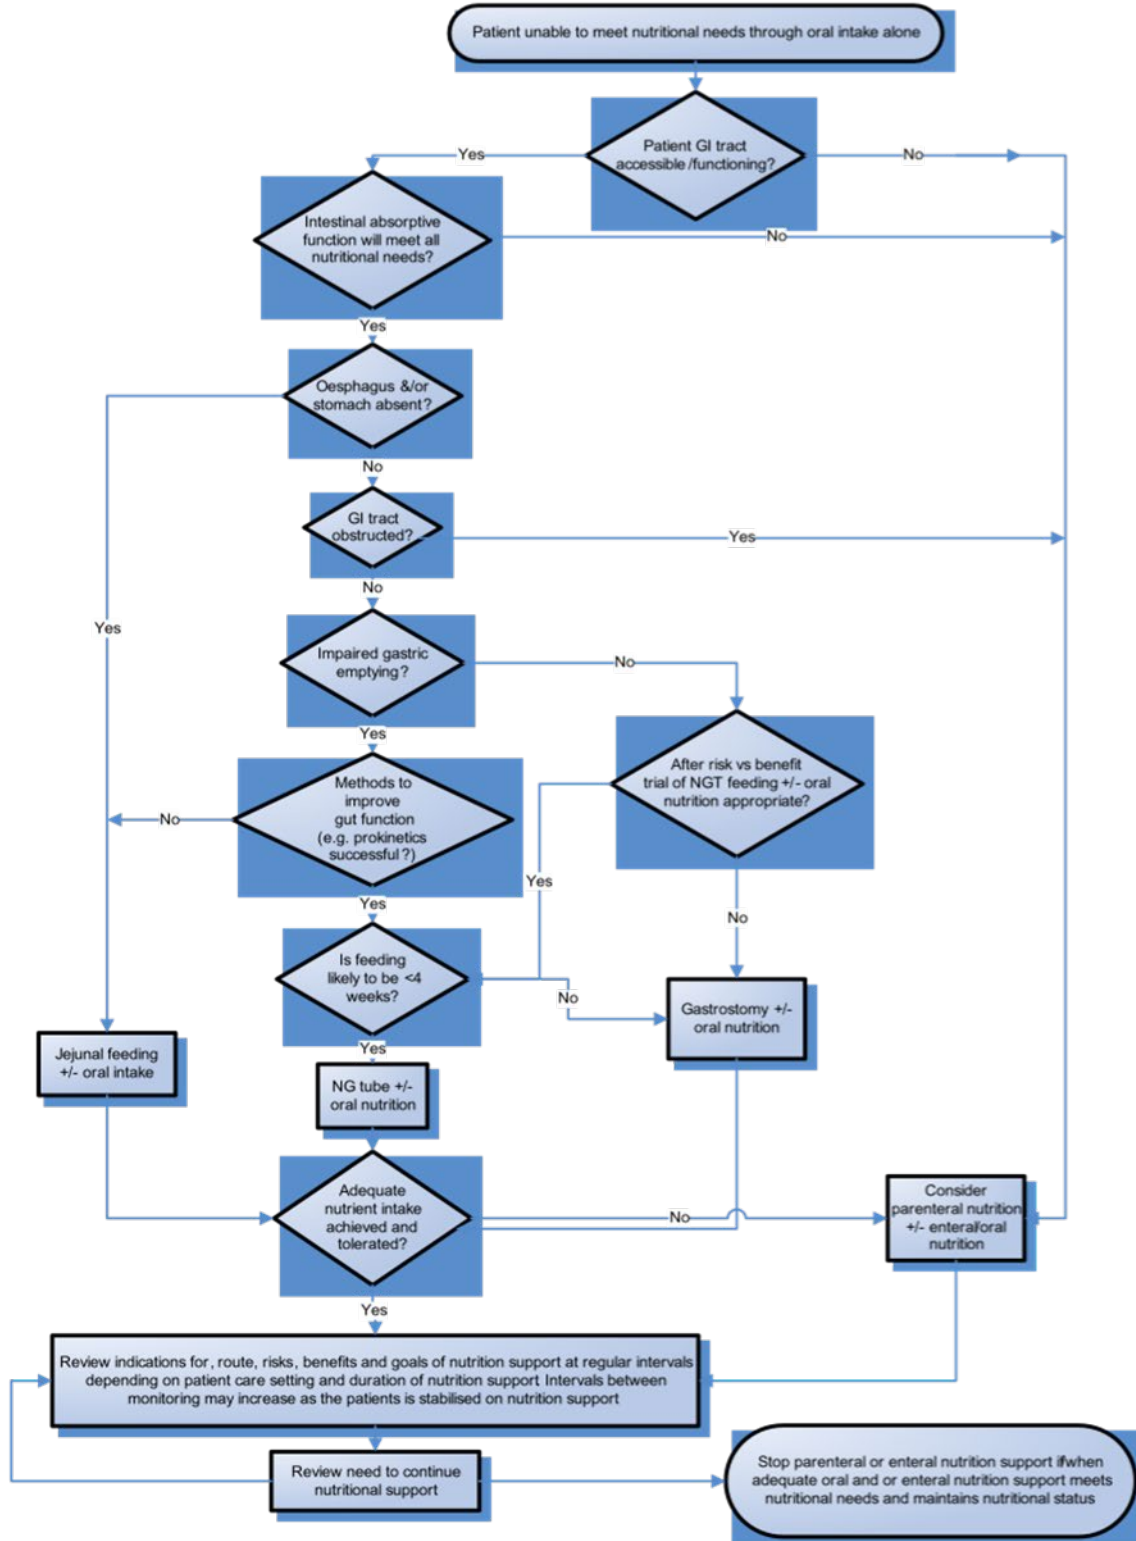 Patient unable to meet nutritional needs through oral intake alone
Patient GI tract
accessible/functioning?
Yes
No
Intestinal absorptive
function will meet all
nutritional needs?
No
Yes
Oesphagus &/or
stomach absent?
No
GI tract
obstructed?
Yes
No
Yes
Impaired gastric
emptying?
No
Yes
After risk vs benefit
trial of NGT feeding +/- oral
nutrition appropriate?
Methods to
improve
gut function
(e.g. prokinetics
successful?)
No
Yes
Yes
No
Is feeding
likely to be <4
weeks?
No
Gastrostomy +/-
oral nutrition
Yes
Jejunal feeding
+/- oral intake
NG tube +/-
oral nutrition
Adequate
nutrient intake
achieved and
tolerated?
No
Consider
parenteral nutrition
+/- enteral/oral
nutrition
Yes
Review indications for, route, risks, benefits and goals of nutrition support at regular intervals
depending on patient care setting and duration of nutrition support. Intervals between
monitoring may increase as the patients is stabilised on nutrition support
Review need to continue
nutritional support
Stop parenteral or enteral nutrition support if/when
adequate oral and or enteral nutrition support meets
nutritional needs and maintains nutritional status